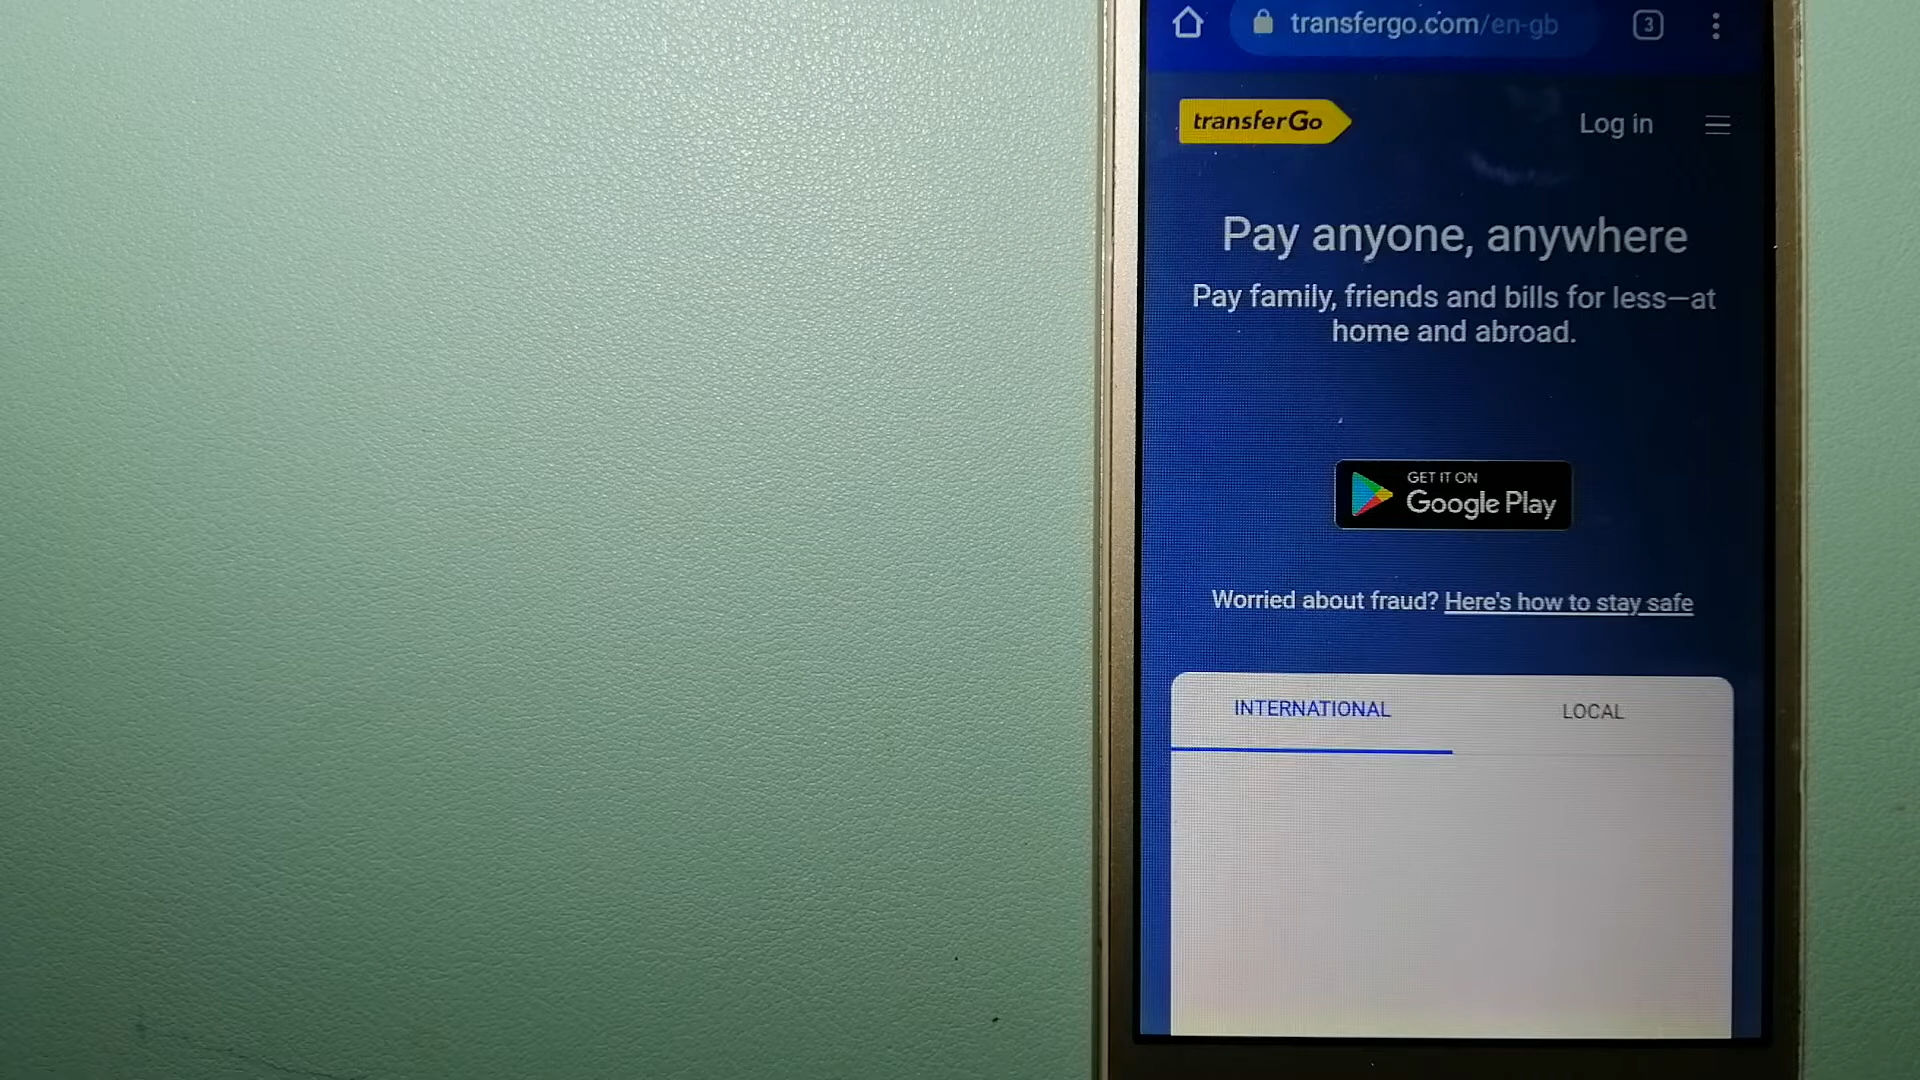 transfergo.com/en-gb
3
transferGo
Log in
Pay anyone, anywhere
Pay family, friends and bills for less—at
home and abroad.
GET IT ON
Google Play
Worried about fraud? Here's how to stay safe
INTERNATIONAL
LOCAL